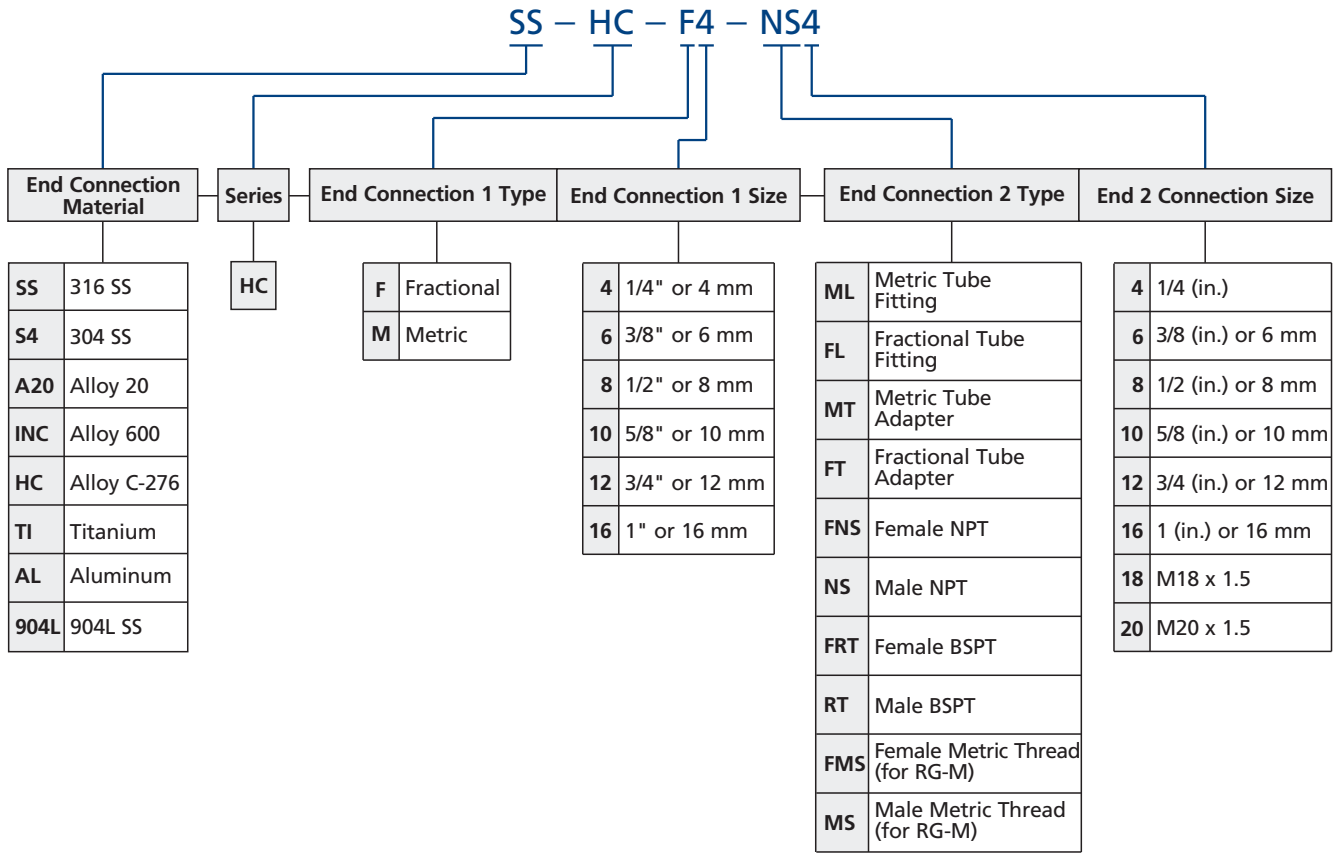 SS – HC – F4 – NS4
End Connection
Material
Series
End Connection 1 Type
End Connection 1 Size
End Connection 2 Type
End 2 Connection Size
SS 316 SS
S4 304 SS
A20 Alloy 20
INC Alloy 600
HC Alloy C-276
TI Titanium
AL Aluminum
904L 904L SS
HC
F Fractional
M Metric
4 1/4" or 4 mm
6 3/8" or 6 mm
8 1/2" or 8 mm
10 5/8" or 10 mm
12 3/4" or 12 mm
16 1" or 16 mm
ML Metric Tube
Fitting
FL Fractional Tube
Fitting
MT Metric Tube
Adapter
FT Fractional Tube
Adapter
FNS Female NPT
NS Male NPT
FRT Female BSPT
RT Male BSPT
FMS Female Metric Thread
(for RG-M)
MS Male Metric Thread
(for RG-M)
4 1/4 (in.)
6 3/8 (in.) or 6 mm
8 1/2 (in.) or 8 mm
10 5/8 (in.) or 10 mm
12 3/4 (in.) or 12 mm
16 1 (in.) or 16 mm
18 M18 x 1.5
20 M20 x 1.5